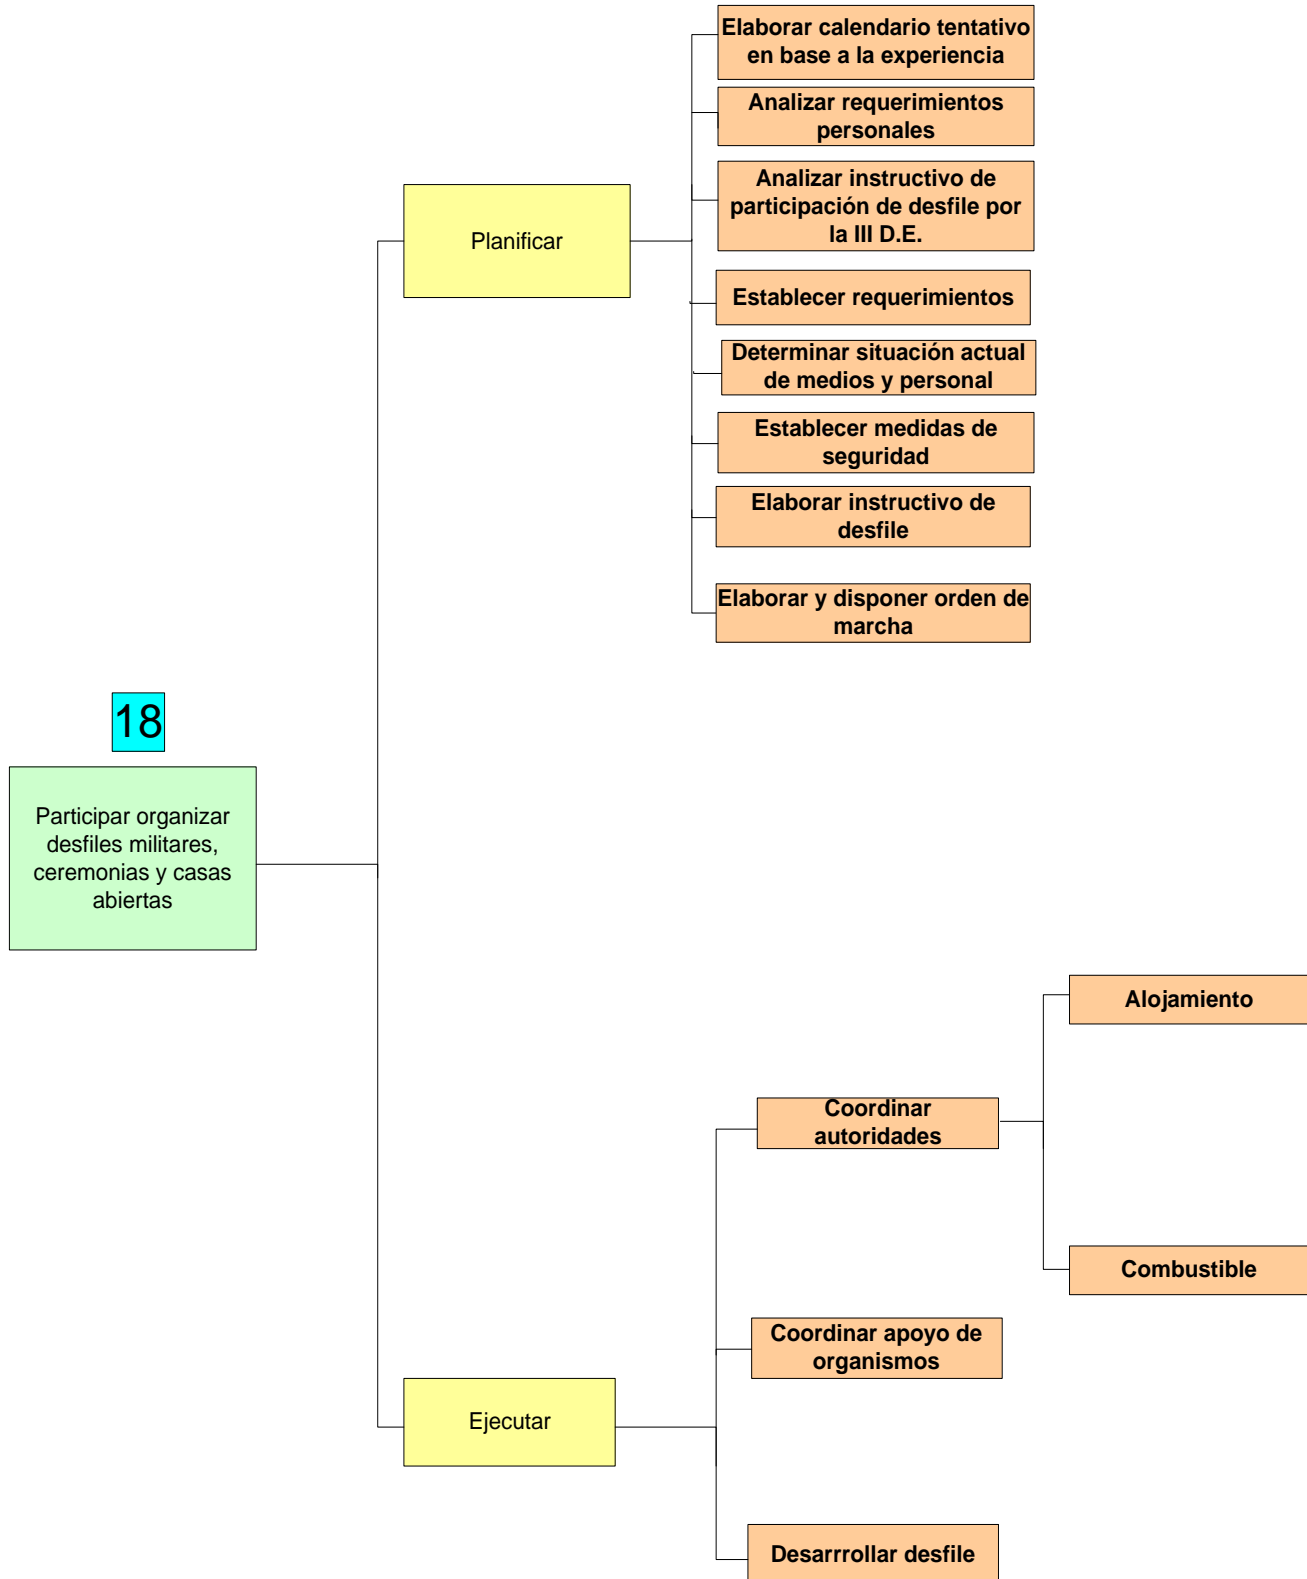 Elaborar calendario tentativo
en base a la experiencia
Analizar requerimientos
personales
Analizar instructivo de
participación de desfile por
la III D.E.
Planificar
Establecer requerimientos
Determinar situación actual
de medios y personal
Establecer medidas de
seguridad
Elaborar instructivo de
desfile
Elaborar y disponer orden de
marcha
18
Participar organizar
desfiles militares,
ceremonias y casas
abiertas
Alojamiento
Coordinar
autoridades
Combustible
Coordinar apoyo de
organismos
Ejecutar
Desarrrollar desfile